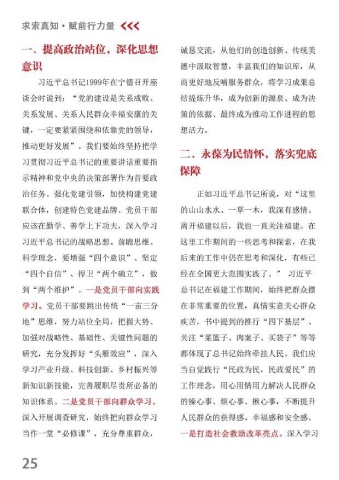 求索真知·赋前行力量 <<<
一、提高政治站位，深化思想
意识
习近平总书记1999年在宁德召开座
谈会时说到：“党的建设是关系成败、
关系发展、关系人民群众幸福安康的关
键，一定要紧紧围绕和依靠党的领导，
推动更好发展”。我们要始终坚持把学
习贯彻习近平总书记的重要讲话重要指
示精神和党中央的决策部署作为首要政
治任务。强化党建引领，加快构建党建
联合体，创建特色党建品牌。党员干部
应该在勤学、善学上下功夫，深入学习
习近平总书记的战略思想、前瞻思维、
科学理念，要增强“四个意识”、坚定
“四个自信”、捍卫“两个确立”，做
到“两个维护”。一是党员干部向实践
学习。党员干部要跳出传统“一亩三分
地”思维，努力站位全局，把握大势、
加强对战略性、基础性、关键性问题的
研究，充分发挥好“头雁效应”，深入
学习产业升级、科技创新、乡村振兴等
新知识新技能，完善履职尽责所必备的
知识体系。二是党员干部向群众学习。
深入开展调查研究，始终把向群众学习
当作一堂“必修课”，充分尊重群众，
诚恳交流，从他们的创造创新、传统美
德中汲取智慧，丰富我们的知识库，从
而更好地反哺服务群众，将学习成果总
结提炼升华，成为创新的源泉、成为决
策的依据、最终成为推动工作进程的思
想活力。
二、永葆为民情怀、落实兜底
保障
正如习近平总书记所说，对“这里
的山山水水、一草一木，我深有感情。
离开福建以后，我也一直关注福建。在
这里工作期间的一些思考和探索，在我
后来的工作中仍在思考和深化，有些已
经在全国更大范围实践了。” 习近平
总书记在福建工作期间，始终把群众摆
在非常重要的位置，真情实意关心群众
疾苦。书中提到的推行“四下基层”、
关注“菜篮子、肉案子、买袋子”等等
都体现了总书记始终牵挂人民。我们应
当自觉践行“民政为民，民政爱民”的
工作理念，用心用情用力解决人民群众
的操心事、烦心事、揪心事，不断提升
人民群众的获得感、幸福感和安全感。
一是打造社会救助改革亮点。深入学习
25